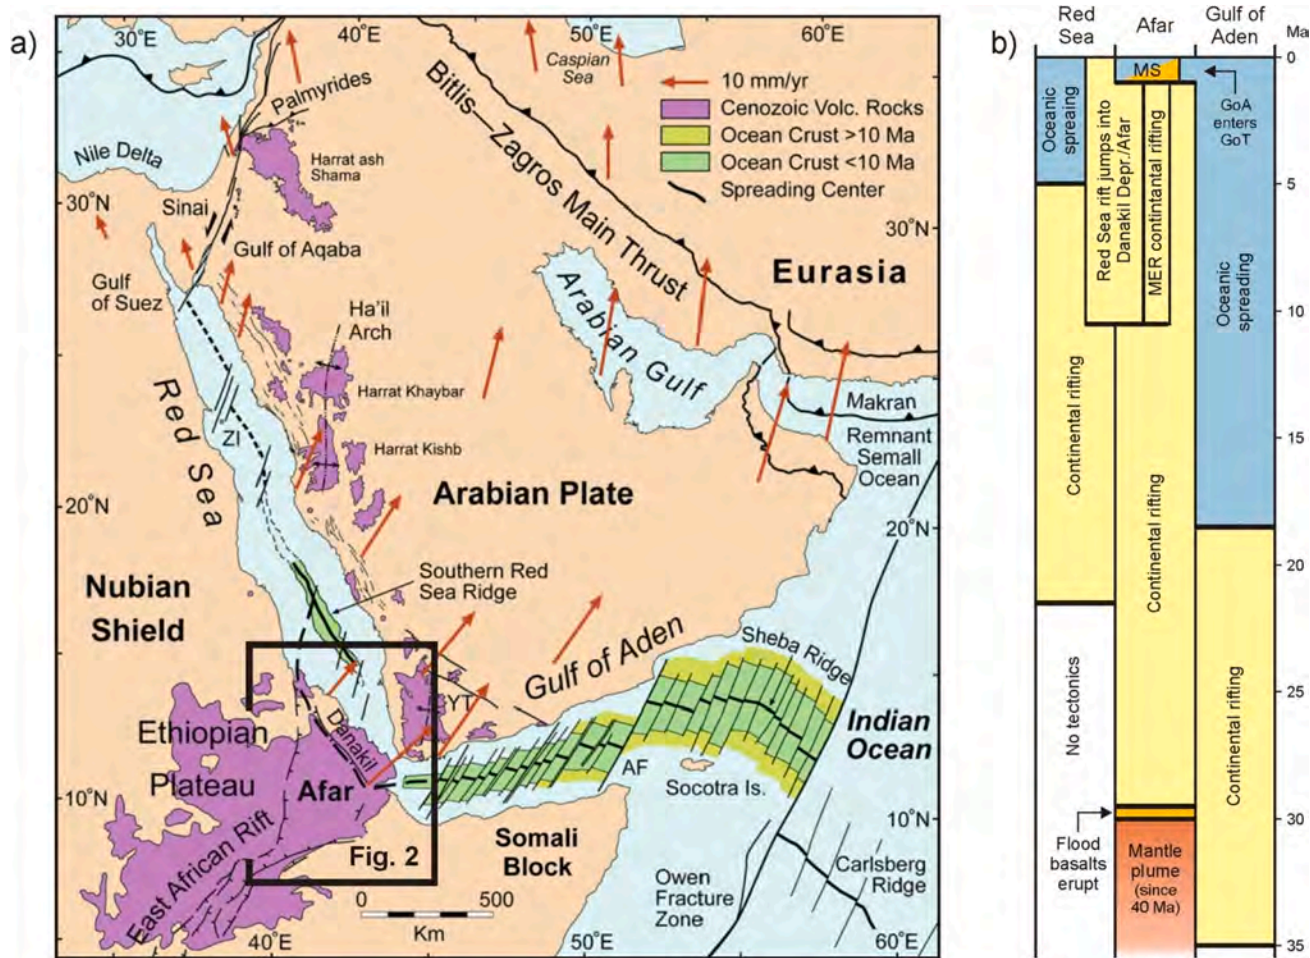 a)
30°E
40°E
50°E
60°E
Caspian
Sea
10 mm/yr
Cenozoic Volc. Rocks
Ocean Crust >10 Ma
Ocean Crust <10 Ma
Spreading Center
Palmyrides
Bitlis—Zagros Main Thrust
Nile Delta
Harrat ash
Shama
30°N
Sinai
30°N
Gulf of Aqaba
Eurasia
Gulf
of Suez
Ha'il
Arch
Arabian Gulf
Harrat Khaybar
Makran
Red Sea
ZI
Harrat Kishb
Remnant
Semall
Ocean
Arabian Plate
20°N
20°N
Southern Red
Sea Ridge
Nubian
Shield
Gulf of Aden
Sheba Ridge
YT
Danakil
Indian
Ocean
Ethiopian
Plateau
AF
Socotra Is.
Afar
10°N
10°N
Somali
Block
Fig. 2
East African Rift
Carlsberg
Ridge
Owen
Fracture
Zone
0
500
Km
40°E
50°E
60°E
b)
Red
Sea
Afar
Gulf of
Aden
Ma
0
MS
GoA
enters
GoT
Oceanic
spreaing
Red Sea rift jumps into
Danakil Depr./Afar
MER contintantal rifting
5
Oceanic
spreading
10
Continental rifting
15
Continental rifting
20
No tectonics
25
Continental rifting
Flood
basalts
erupt
30
Mantle
plume
(since
40 Ma)
35